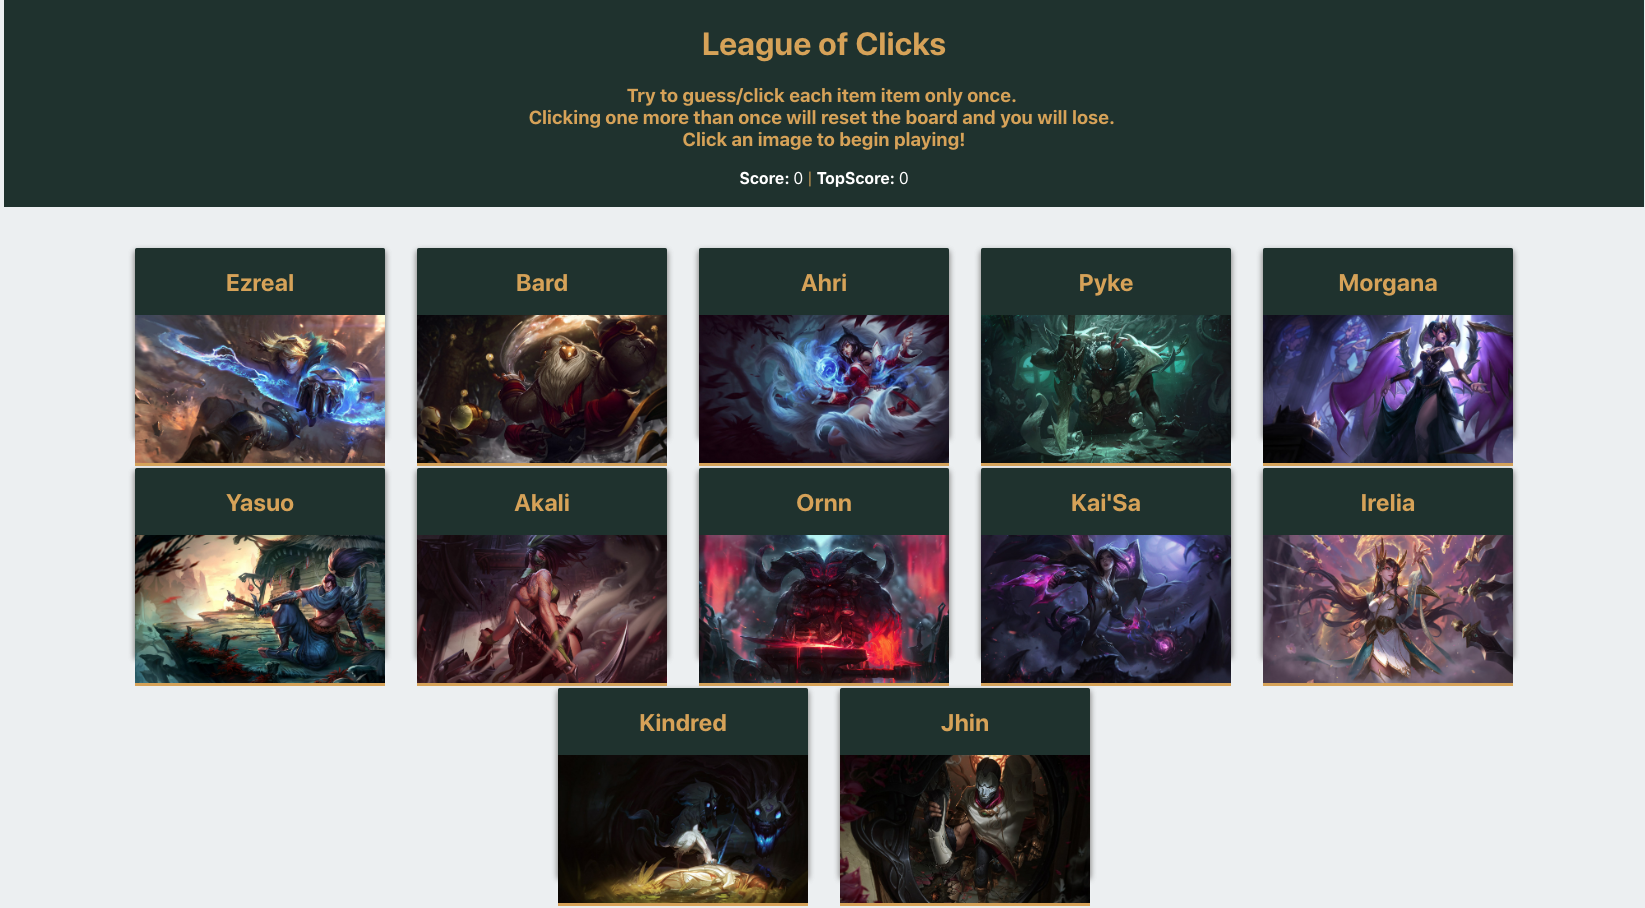 League of Clicks
Try to guess/click each item item only once.
Clicking one more than once will reset the board and you will lose.
Click an image to begin playing!
Score: 0 | TopScore: 0
Ezreal
Bard
Ahri
Pyke
Morgana
Yasuo
Akali
Ornn
Kai'Sa
Irelia
Kindred
Jhin